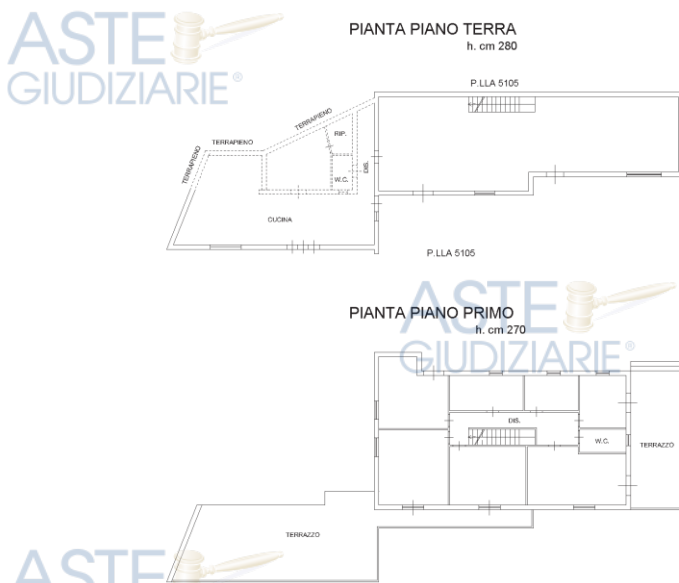 ASTE
GIUDIZIARIE®
PIANTA PIANO TERRA
h. cm 280
P.LLA 5105
TERRAPIENO
RIP.
TERRAPIENO
TERRAPIENO
DIS.
W.C.
CUCINA
P.LLA 5105
ASTE
GIUDIZIARIE®
PIANTA PIANO PRIMO
h. cm 270
DIS.
W.C.
TERRAZZO
TERRAZZO
ASTE